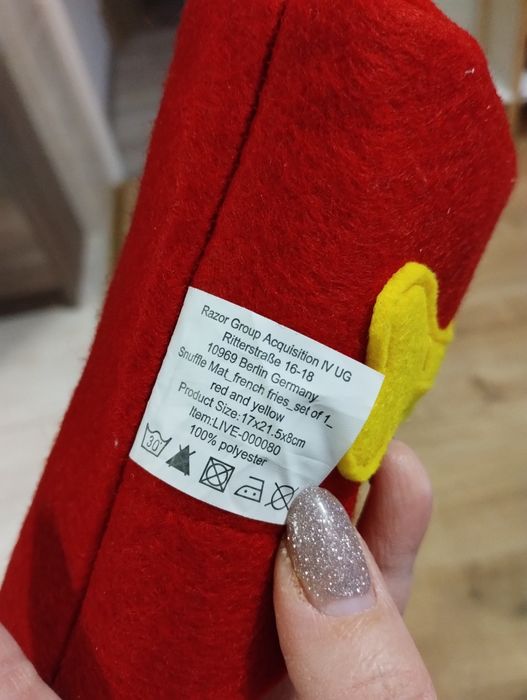 Razor Group Acquisition IV UG
Ritterstraße 16-18
10969 Berlin Germany
Snuffle Mat_french fries_set of 1_
red and yellow
Product Size:17x21.5x8cm
Item:LIVE-000080
100% polyester
30